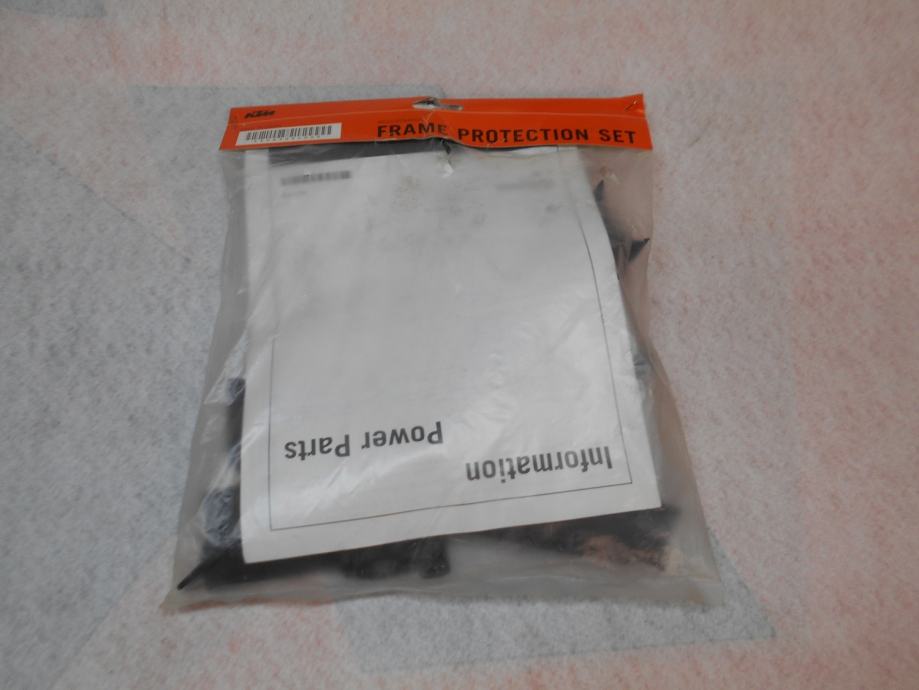 KTM
FRAME PROTECTION SET
Power Parts
Information